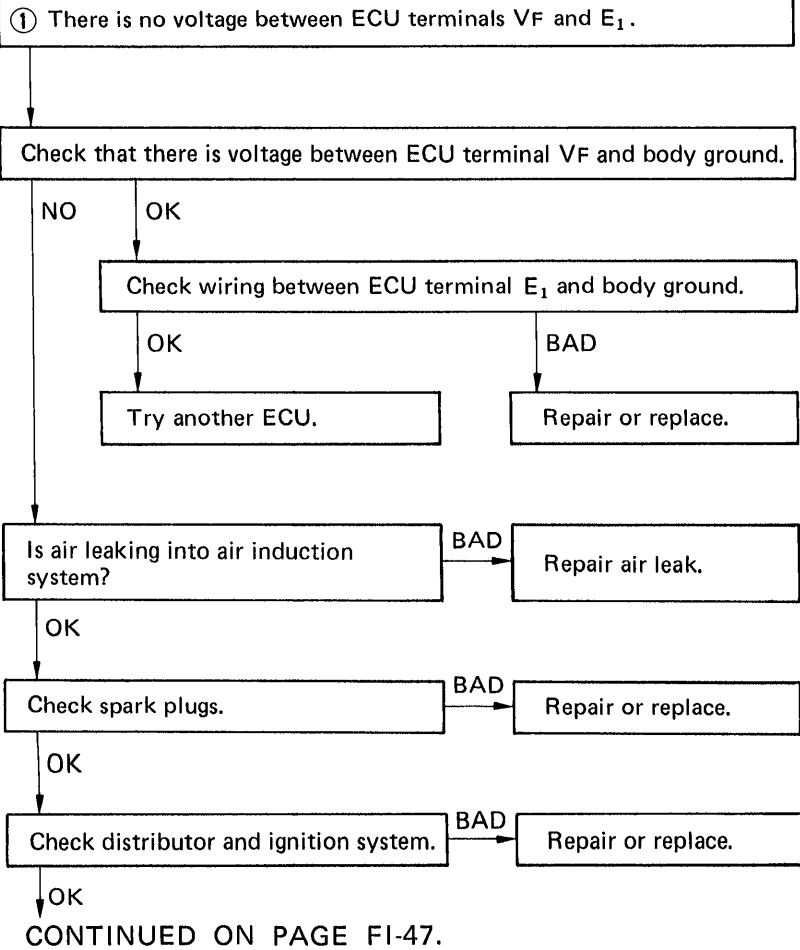 ① There is no voltage between ECU terminals VF and E₁.
Check that there is voltage between ECU terminal VF and body ground.
NO
OK
Check wiring between ECU terminal E₁ and body ground.
OK
BAD
Try another ECU.
Repair or replace.
Is air leaking into air induction
system?
BAD
Repair air leak.
OK
Check spark plugs.
BAD
Repair or replace.
OK
Check distributor and ignition system.
BAD
Repair or replace.
OK
CONTINUED ON PAGE FI-47.